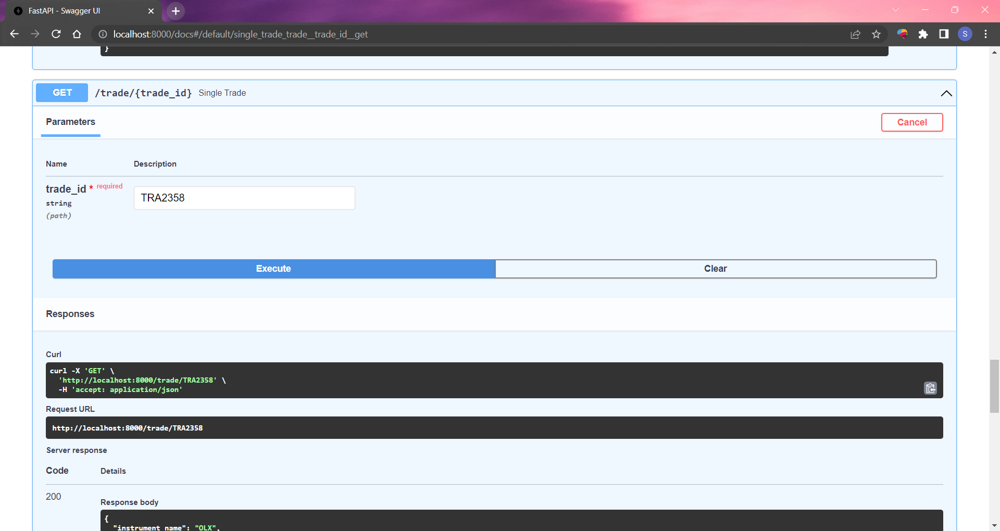 FastAPI - Swagger UI
localhost:8000/docs#/default/single_trade_trade__trade_id__get
S
}
GET /trade/{trade_id} Single Trade
Parameters
Cancel
Name Description
trade_id * required
string
(path)
TRA2358
Execute
Clear
Responses
Curl
curl -X 'GET' \
'http://localhost:8000/trade/TRA2358' \
-H 'accept: application/json'
Request URL
http://localhost:8000/trade/TRA2358
Server response
Code Details
200
Response body
{
"instrument_name": "OLX",